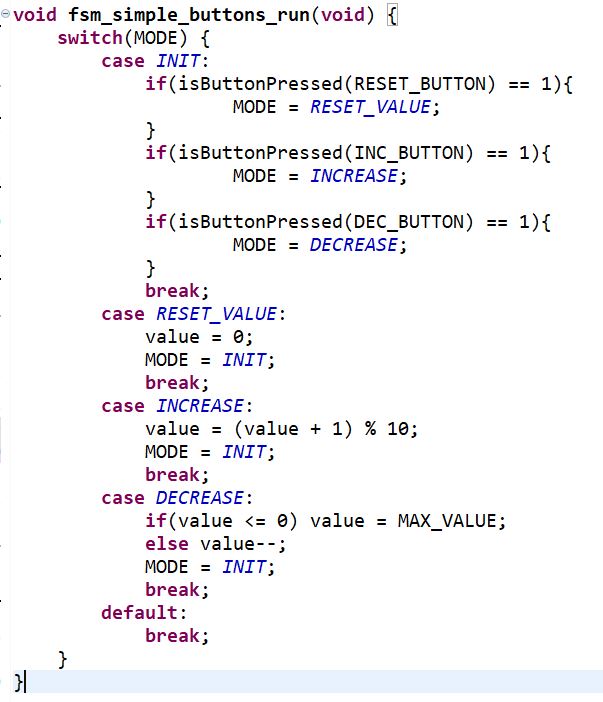 void fsm_simple_buttons_run(void) {
    switch(MODE) {
        case INIT:
            if(isButtonPressed(RESET_BUTTON) == 1){
                    MODE = RESET_VALUE;
            }
            if(isButtonPressed(INC_BUTTON) == 1){
                    MODE = INCREASE;
            }
            if(isButtonPressed(DEC_BUTTON) == 1){
                    MODE = DECREASE;
            }
            break;
        case RESET_VALUE:
            value = 0;
            MODE = INIT;
            break;
        case INCREASE:
            value = (value + 1) % 10;
            MODE = INIT;
            break;
        case DECREASE:
            if(value <= 0) value = MAX_VALUE;
            else value--;
            MODE = INIT;
            break;
        default:
            break;
    }
}